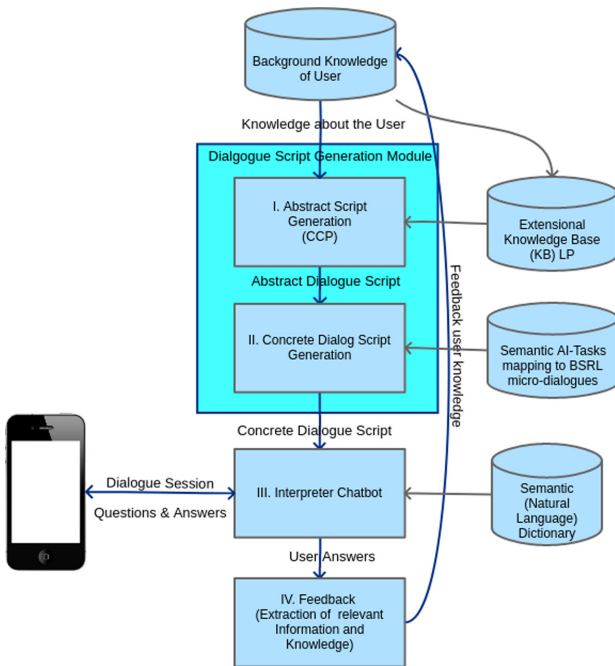 Background Knowledge
of User
Knowledge about the User
Dialgogue Script Generation Module
I. Abstract Script
Generation
(CCP)
Extensional
Knowledge Base
(KB) LP
Abstract Dialogue Script
II. Concrete Dialog Script
Generation
Semantic AI-Tasks
mapping to BSRL
micro-dialogues
Feedback user knowledge
Concrete Dialogue Script
Dialogue Session
Questions & Answers
III. Interpreter Chatbot
Semantic
(Natural
Language)
Dictionary
User Answers
IV. Feedback
(Extraction of relevant
Information and
Knowledge)